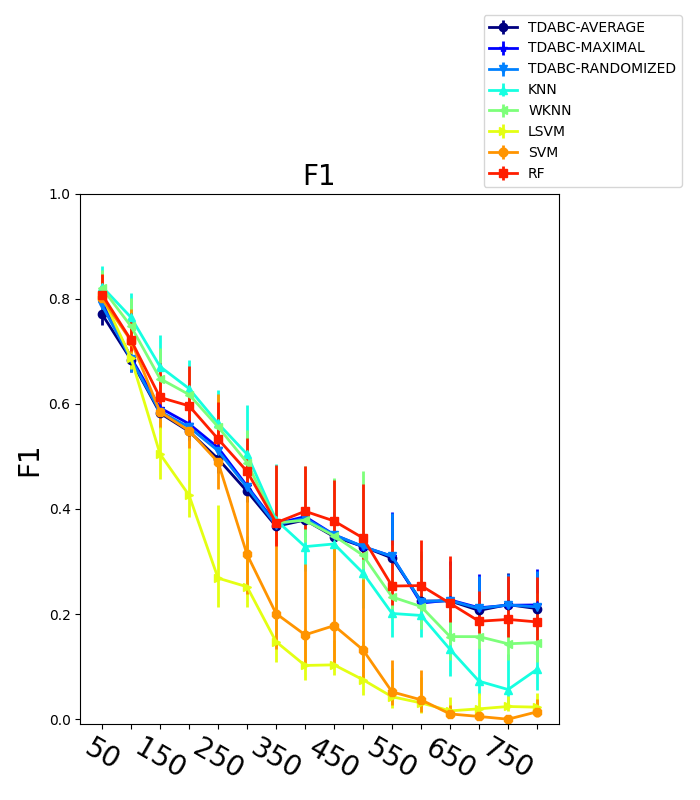 TDABC-AVERAGE
TDABC-MAXIMAL
TDABC-RANDOMIZED
KNN
WKNN
LSVM
SVM
RF
F1
1.0
0.8
0.6
0.4
0.2
0.0
F1
50
150
250
350
450
550
650
750